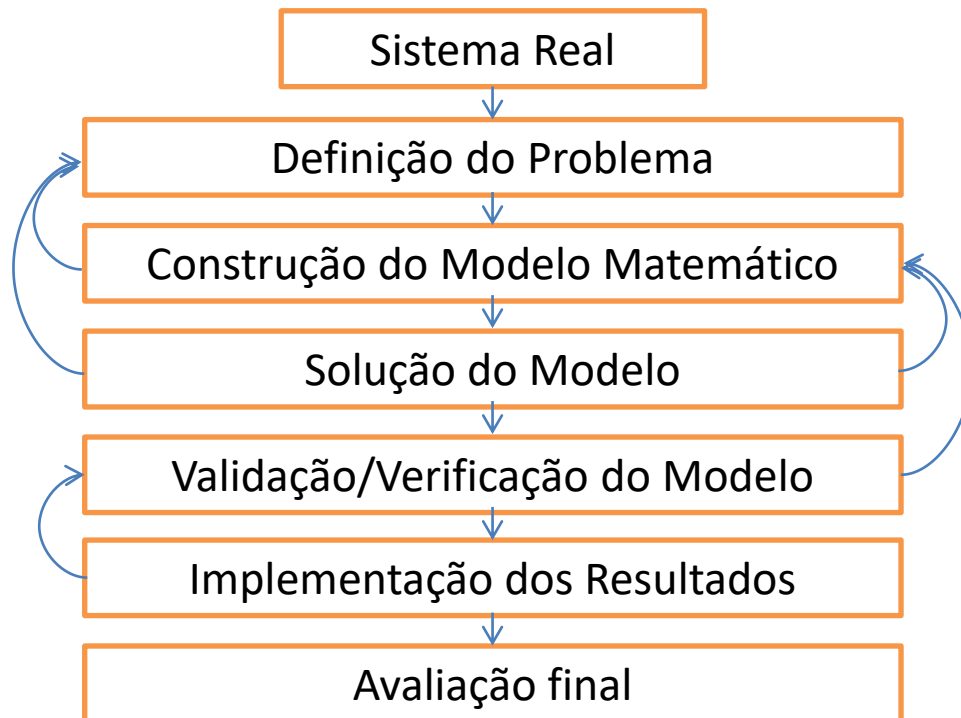 Sistema Real
Definição do Problema
Construção do Modelo Matemático
Solução do Modelo
Validação/Verificação do Modelo
Implementação dos Resultados
Avaliação final